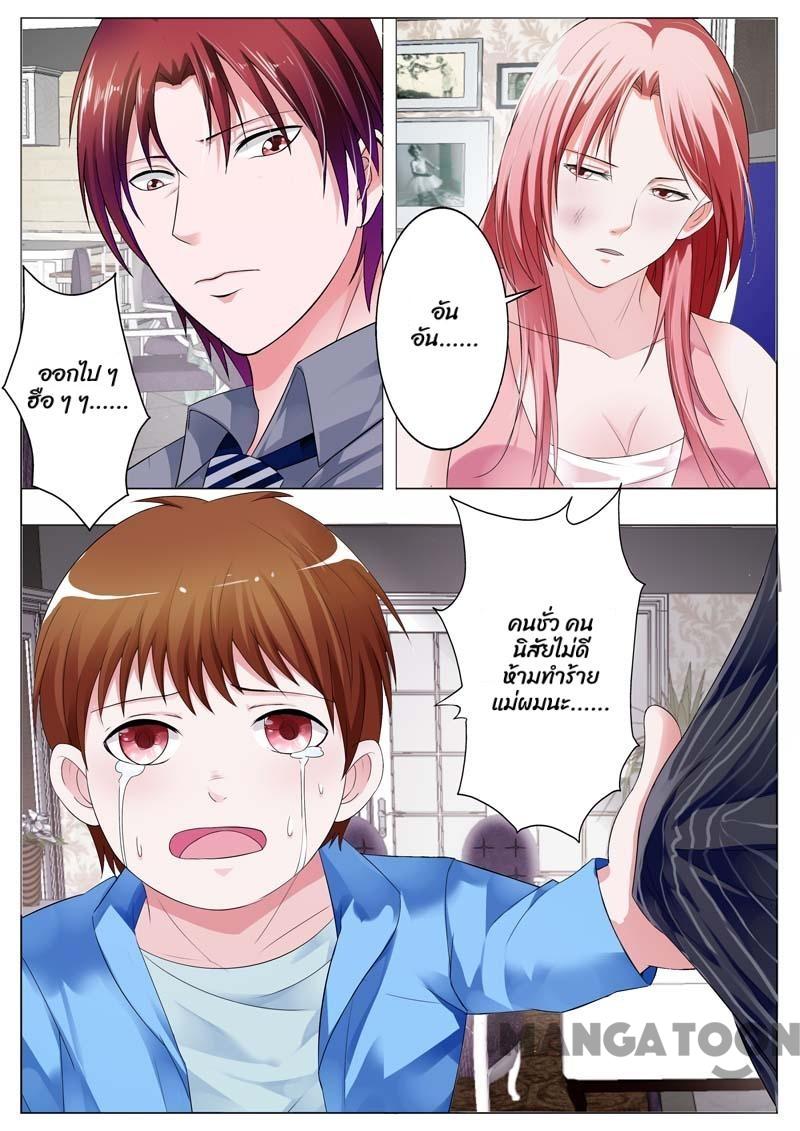 ออกไป ๆ
ฮือ ๆ ๆ......
อัน
อัน......
คนชั่ว คน
นิสัยไม่ดี
ห้ามทำร้าย
แม่ผมนะ......
MANGATOON